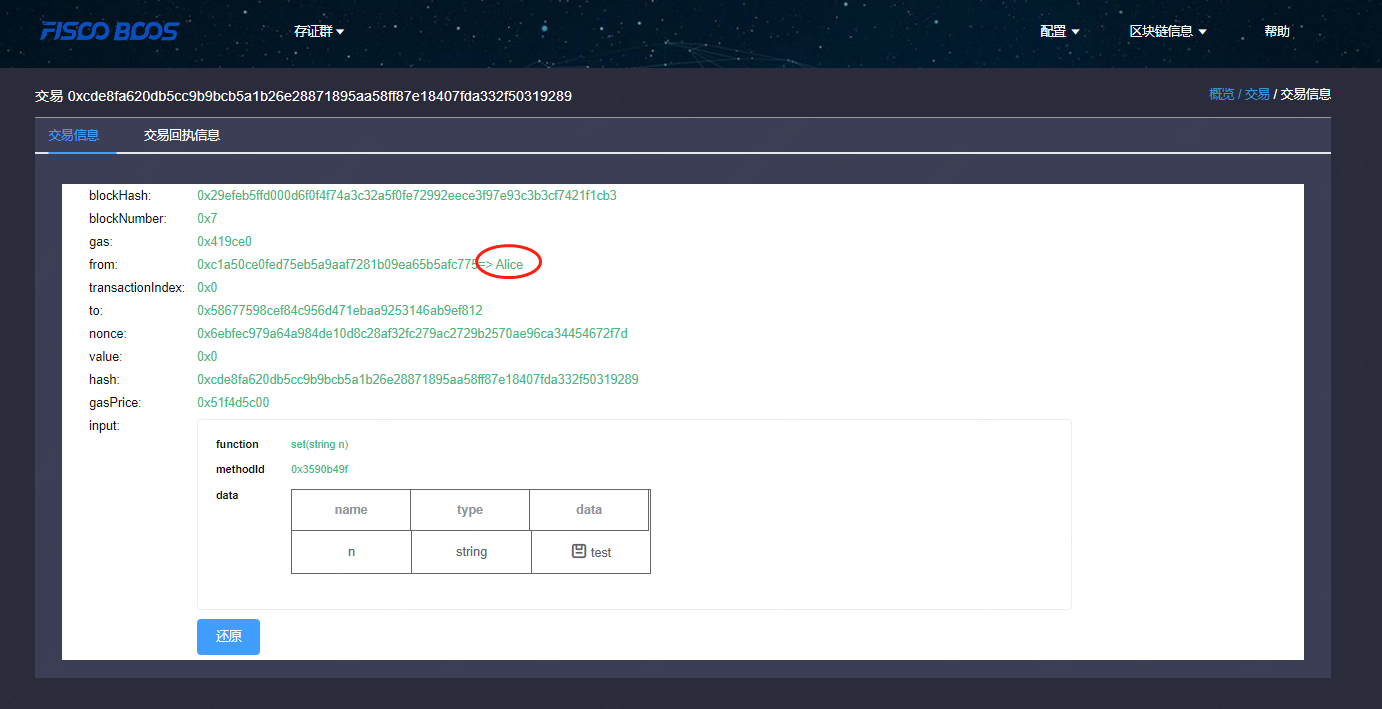 FISCO BCOS 存证群 配置 区块链信息 帮助
交易 0xcde8fa620db5cc9b9bcb5a1b26e28871895aa58ff87e18407fda332f50319289 概览 / 交易 / 交易信息
交易信息 交易回执信息
blockHash: 0x29efeb5ffd000d6f0f4f74a3c32a5f0fe72992eece3f97e93c3b3cf7421f1cb3
blockNumber: 0x7
gas: 0x419ce0
from: 0xc1a50ce0fed75eb5a9aaf7281b09ea65b5afc775=> Alice
transactionIndex: 0x0
to: 0x58677598cef84c956d471ebaa9253146ab9ef812
nonce: 0x6ebfec979a64a984de10d8c28af32fc279ac2729b2570ae96ca34454672f7d
value: 0x0
hash: 0xcde8fa620db5cc9b9bcb5a1b26e28871895aa58ff87e18407fda332f50319289
gasPrice: 0x51f4d5c00
input:
function set(string n)
methodId 0x3590b49f
data
name type data
n string test
还原